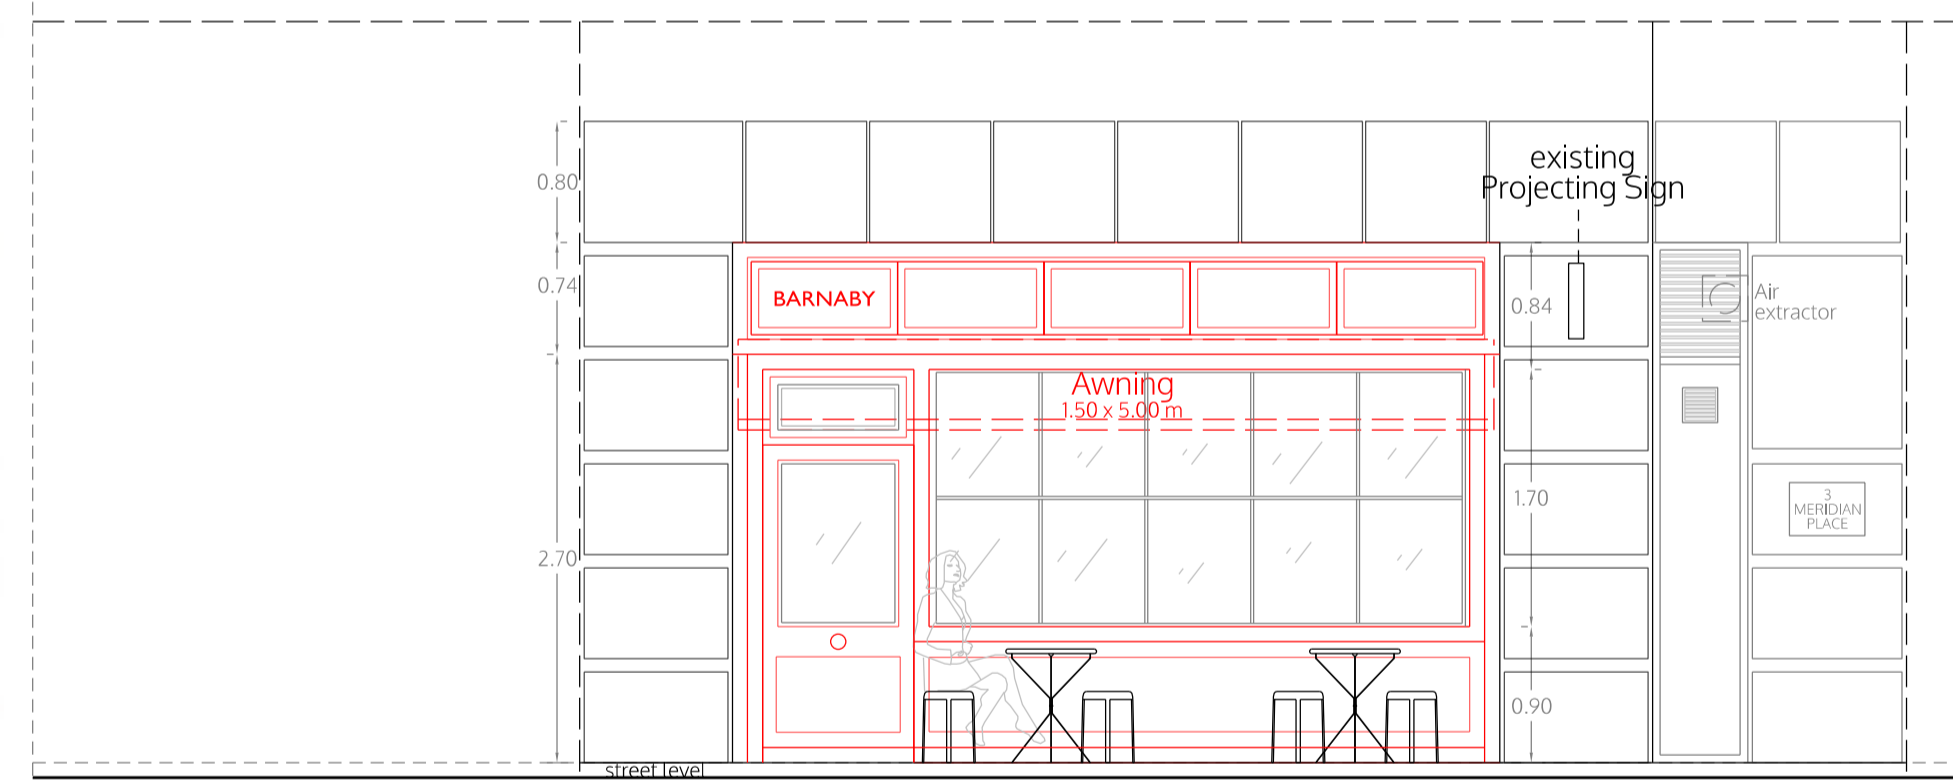 existing
Projecting Sign
0.80
0.74
BARNABY
0.84
Air
extractor
Awning
1.50 x 5.00 m
1.70
3
MERIDIAN
PLACE
2.70
0.90
street level